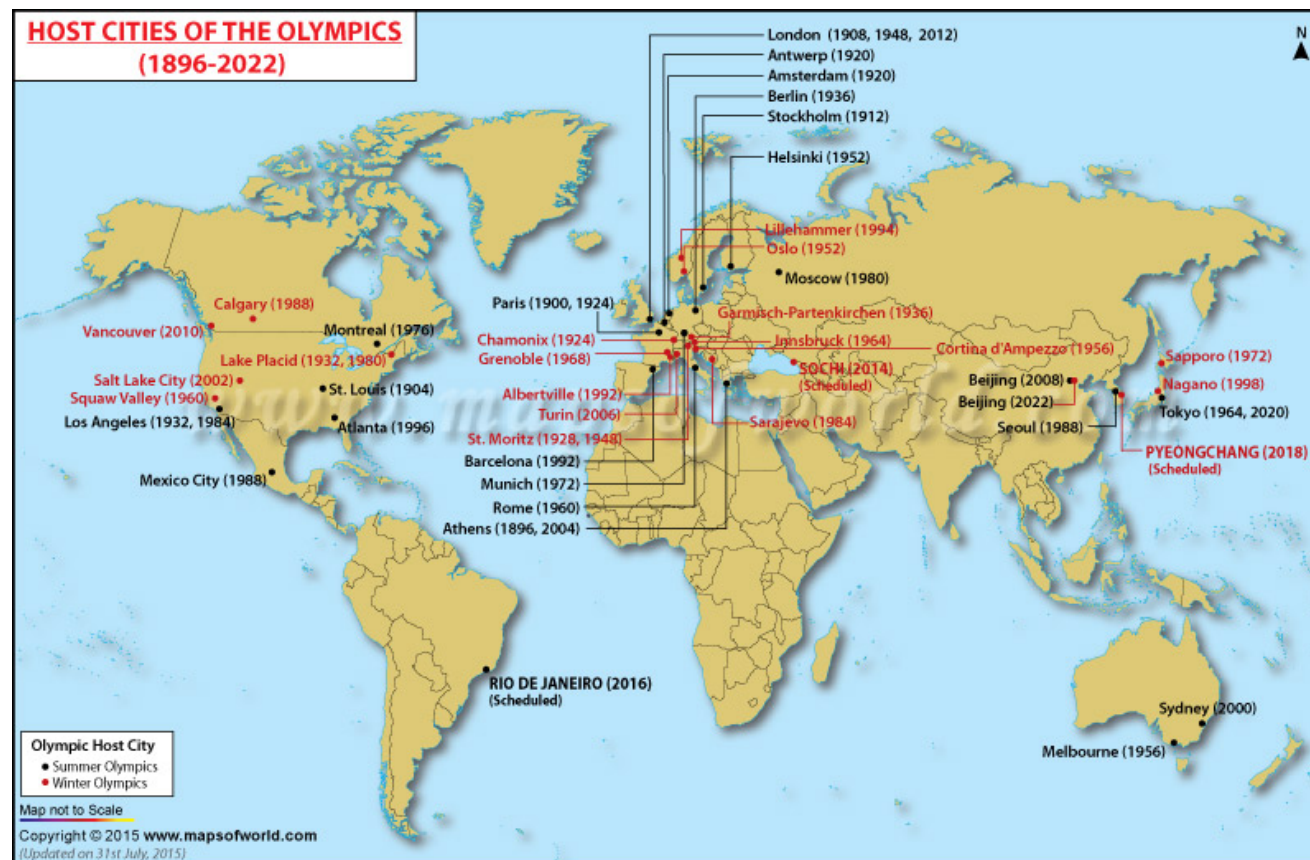 HOST CITIES OF THE OLYMPICS
(1896-2022)
N
London (1908, 1948, 2012)
Antwerp (1920)
Amsterdam (1920)
Berlin (1936)
Stockholm (1912)
Helsinki (1952)
Lillehammer (1994)
Oslo (1952)
Moscow (1980)
Paris (1900, 1924)
Garmisch-Partenkirchen (1936)
Calgary (1988)
Vancouver (2010)
Montreal (1976)
Chamonix (1924)
Innsbruck (1964)
Cortina d'Ampezzo (1956)
Lake Placid (1932, 1980)
Grenoble (1968)
SOCHI (2014)
(Scheduled)
Sapporo (1972)
Salt Lake City (2002)
St. Louis (1904)
Albertville (1992)
Beijing (2008)
Nagano (1998)
Squaw Valley (1960)
Beijing (2022)
Tokyo (1964, 2020)
Los Angeles (1932, 1984)
Atlanta (1996)
Turin (2006)
Sarajevo (1984)
Seoul (1988)
St. Moritz (1928, 1948)
PYEONGCHANG (2018)
(Scheduled)
Barcelona (1992)
Mexico City (1988)
Munich (1972)
Rome (1960)
Athens (1896, 2004)
RIO DE JANEIRO (2016)
(Scheduled)
Sydney (2000)
Melbourne (1956)
Olympic Host City
Summer Olympics
Winter Olympics
Map not to Scale
Copyright © 2015 www.mapsofworld.com
(Updated on 31st July, 2015)
www.mapsofworld.com